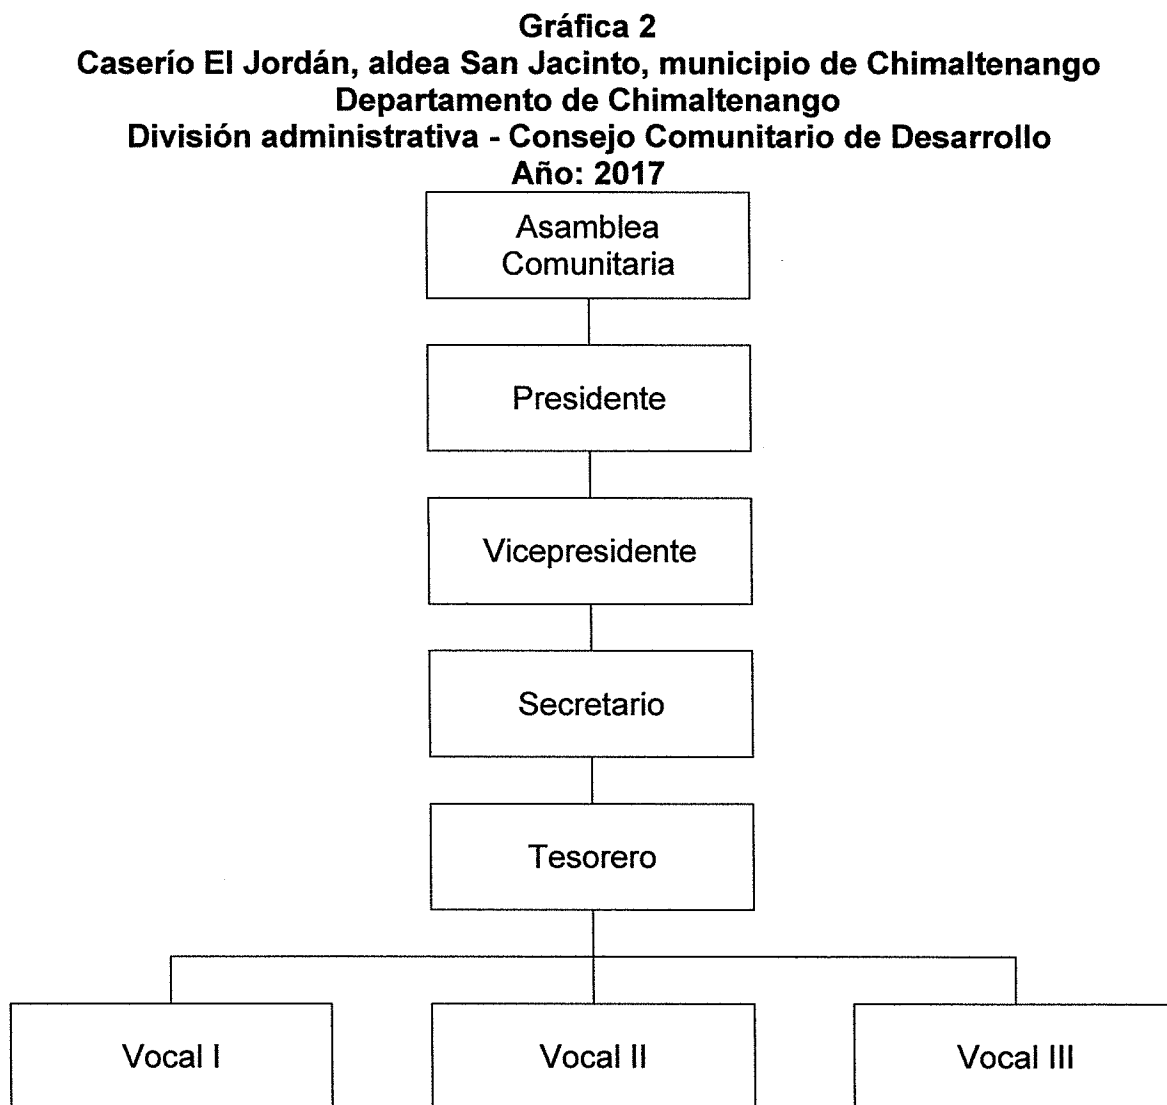 Gráfica 2
Caserío El Jordán, aldea San Jacinto, municipio de Chimaltenango
Departamento de Chimaltenango
División administrativa - Consejo Comunitario de Desarrollo
Año: 2017
Asamblea
Comunitaria
Presidente
Vicepresidente
Secretario
Tesorero
Vocal I
Vocal II
Vocal III